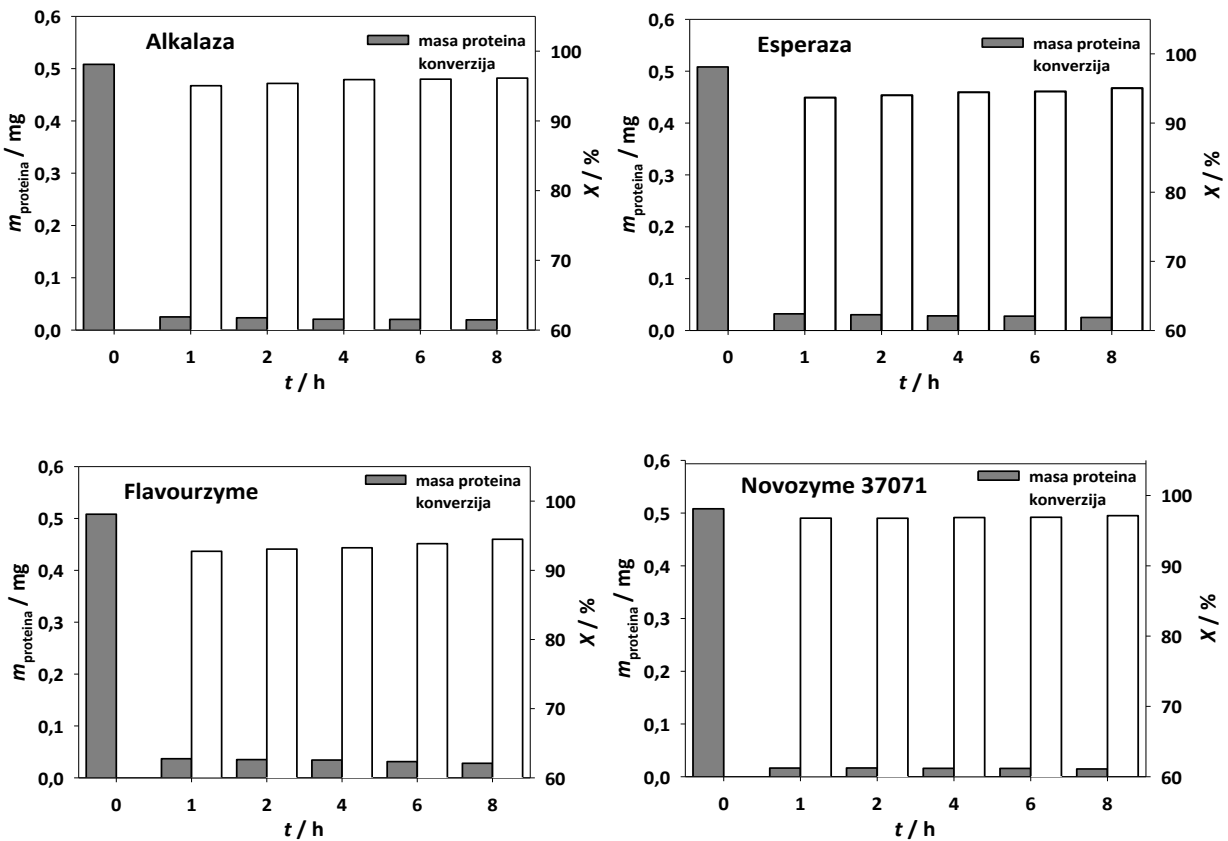 Alkalaza
masa proteina
konverzija
0,6
0,5
0,4
0,3
0,2
0,1
0,0
m proteina / mg
100
90
80
70
60
X / %
0 1 2 4 6 8
t / h
Esperaza
masa proteina
konverzija
0,6
0,5
0,4
0,3
0,2
0,1
0,0
m proteina / mg
100
90
80
70
60
X / %
0 1 2 4 6 8
t / h
Flavourzyme
masa proteina
konverzija
0,6
0,5
0,4
0,3
0,2
0,1
0,0
m proteina / mg
100
90
80
70
60
X / %
0 1 2 4 6 8
t / h
Novozyme 37071
masa proteina
konverzija
0,6
0,5
0,4
0,3
0,2
0,1
0,0
m proteina / mg
100
90
80
70
60
X / %
0 1 2 4 6 8
t / h